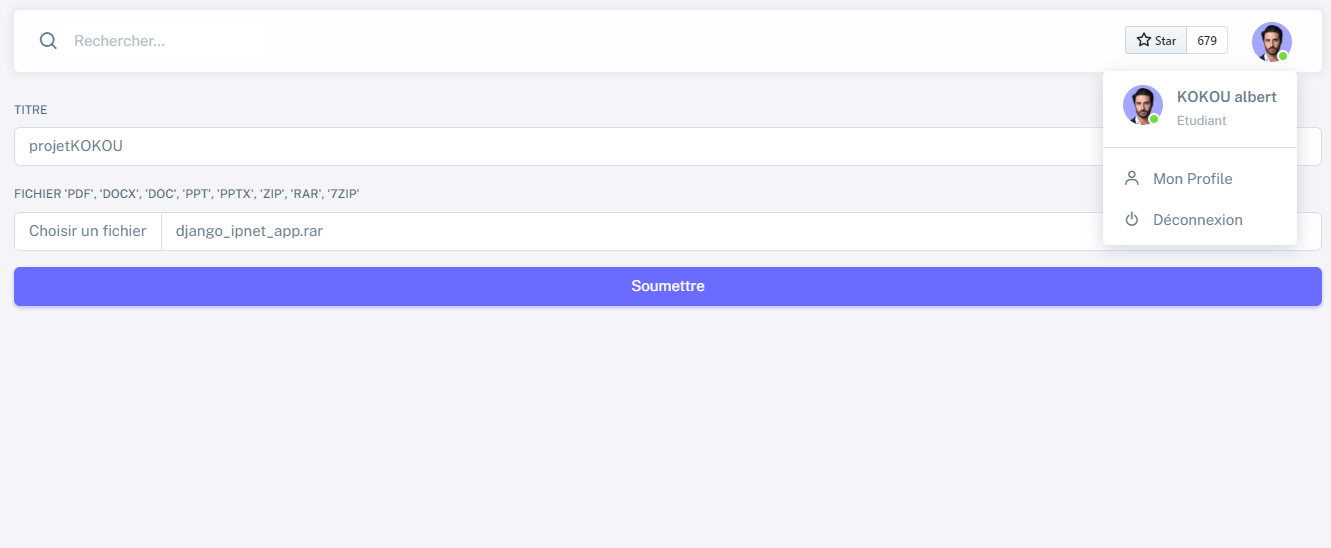 Rechercher...
Star 679
KOKOU albert
Etudiant
Mon Profile
Déconnexion
TITRE
projetKOKOU
FICHIER 'PDF', 'DOCX', 'DOC', 'PPT', 'PPTX', 'ZIP', 'RAR', '7ZIP'
Choisir un fichier django_ipnet_app.rar
Soumettre